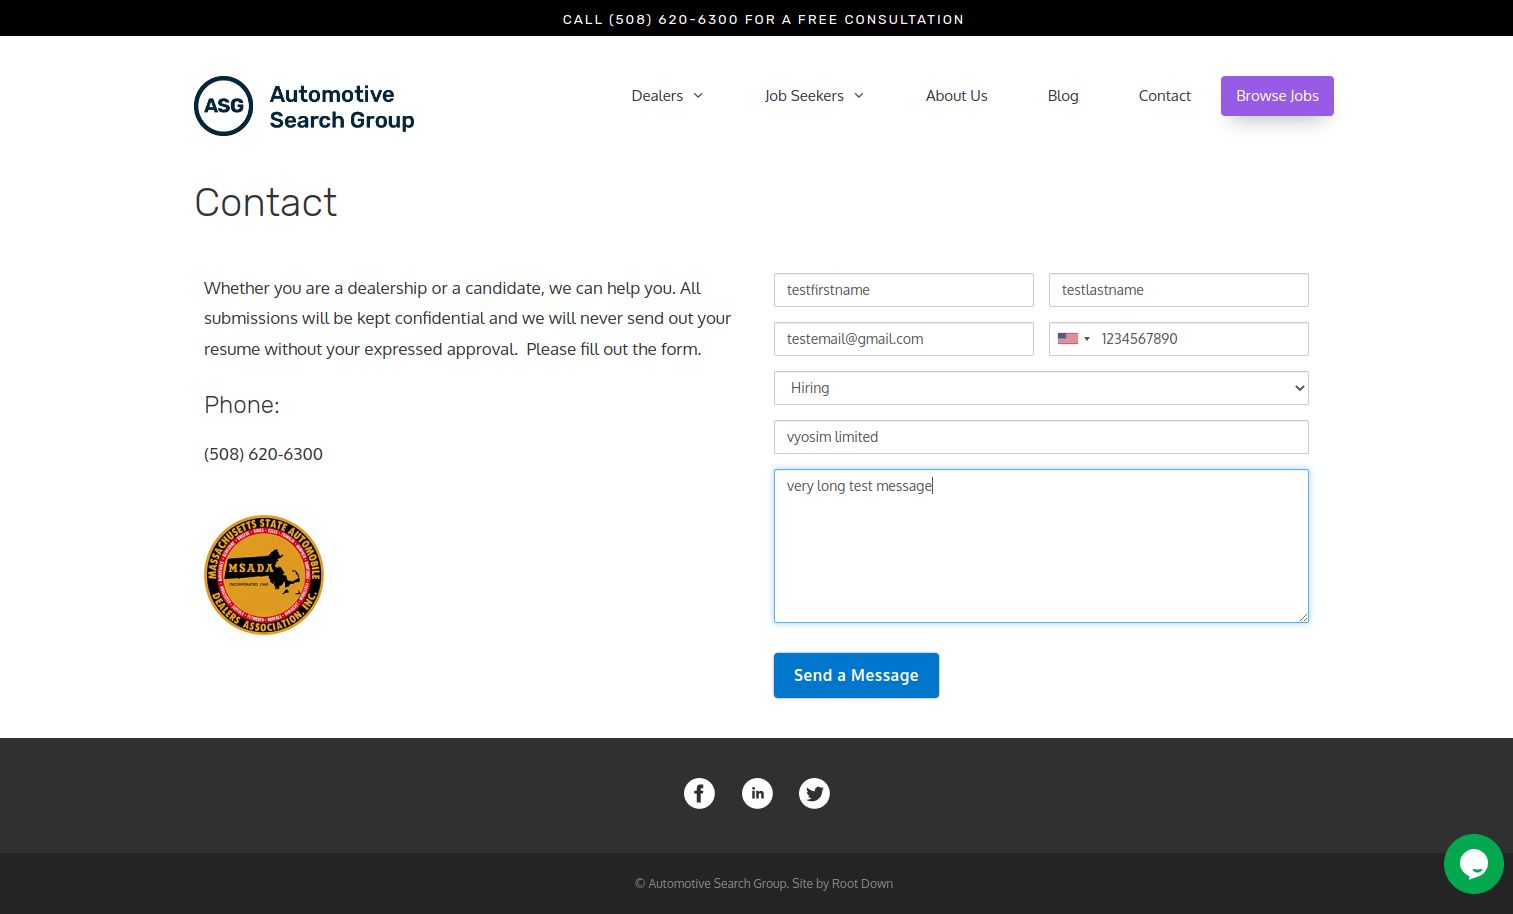 CALL (508) 620-6300 FOR A FREE CONSULTATION
ASG
Automotive
Search Group
Dealers
Job Seekers
About Us
Blog
Contact
Browse Jobs
Contact
Whether you are a dealership or a candidate, we can help you. All
submissions will be kept confidential and we will never send out your
resume without your expressed approval.  Please fill out the form.
Phone:
(508) 620-6300
MASSACHUSETTS STATE AUTOMOBILE
DEALERS ASSOCIATION, INC.
MSADA
testfirstname
testlastname
testemail@gmail.com
1234567890
Hiring
vyosim limited
very long test message
Send a Message
© Automotive Search Group. Site by Root Down